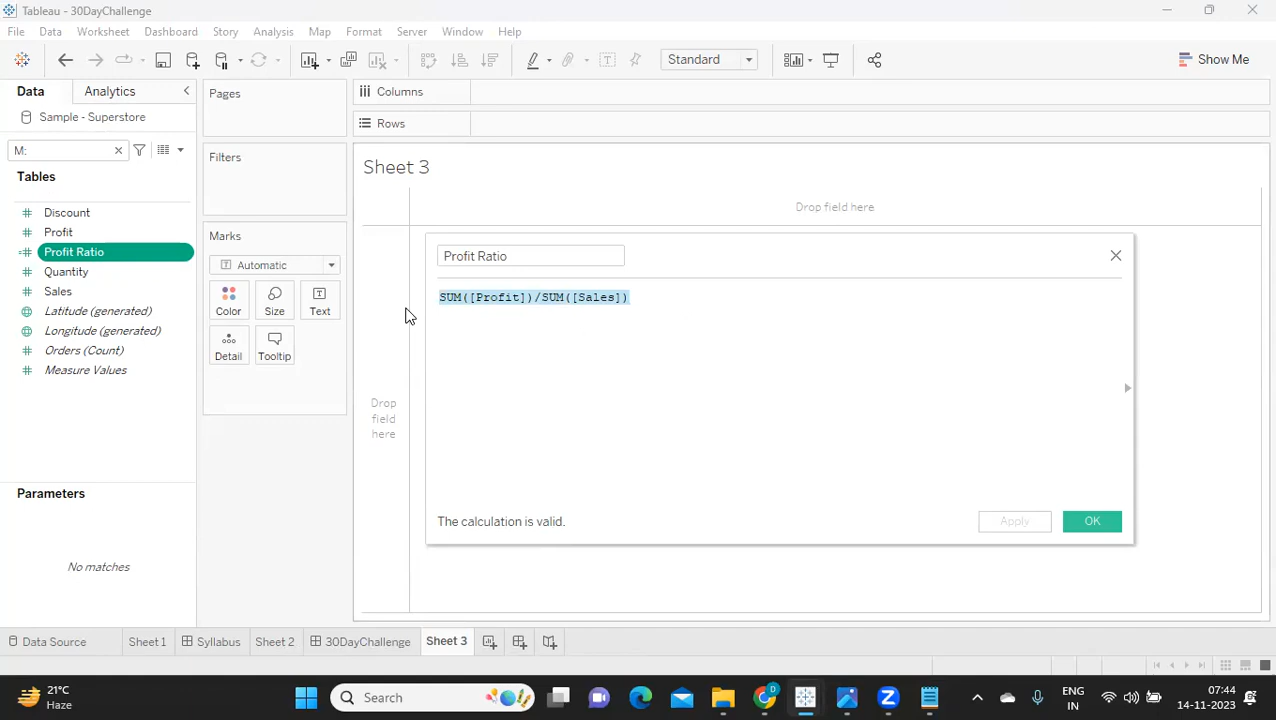 Tableau - 30DayChallenge
File Data Worksheet Dashboard Story Analysis Map Format Server Window Help
Standard
Show Me
Data Analytics
Pages
Columns
Sample - Superstore
Rows
M:
Filters
Sheet 3
Tables
Drop field here
Discount
Profit
Profit Ratio
Quantity
Sales
Latitude (generated)
Longitude (generated)
Orders (Count)
Measure Values
Marks
Automatic
Color Size Text
Detail Tooltip
Drop
field
here
Profit Ratio
SUM([Profit])/SUM([Sales])
The calculation is valid.
Apply OK
Parameters
No matches
Data Source Sheet 1 Syllabus Sheet 2 30DayChallenge Sheet 3
21°C
Haze
Search
ENG
IN
07:44
14-11-2023